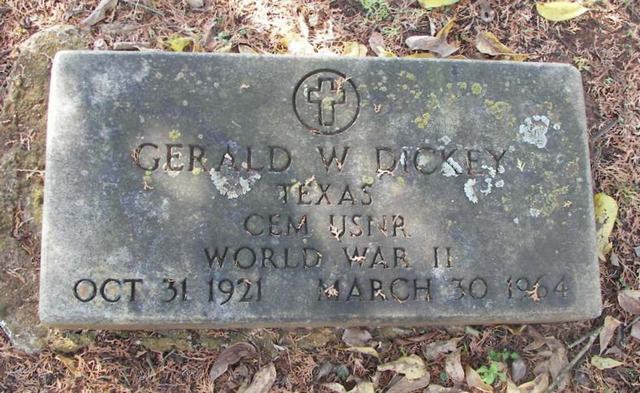 GERALD W DICKEY
TEXAS
CEM USNR
WORLD WAR II
OCT 31 1921 MARCH 30 1964